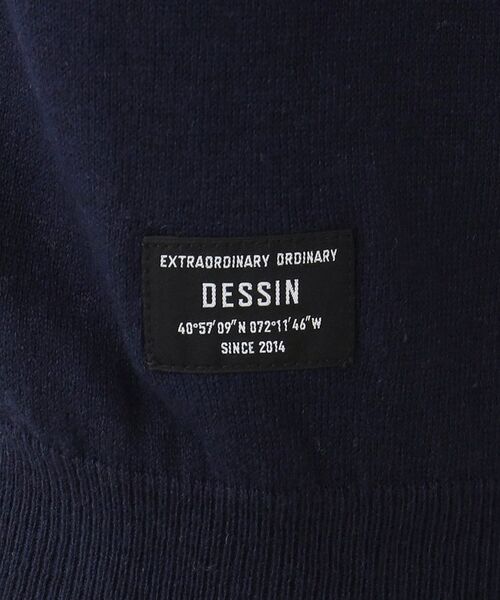 EXTRAORDINARY ORDINARY
DESSIN
40°57′09″N 072°11′46″W
SINCE 2014